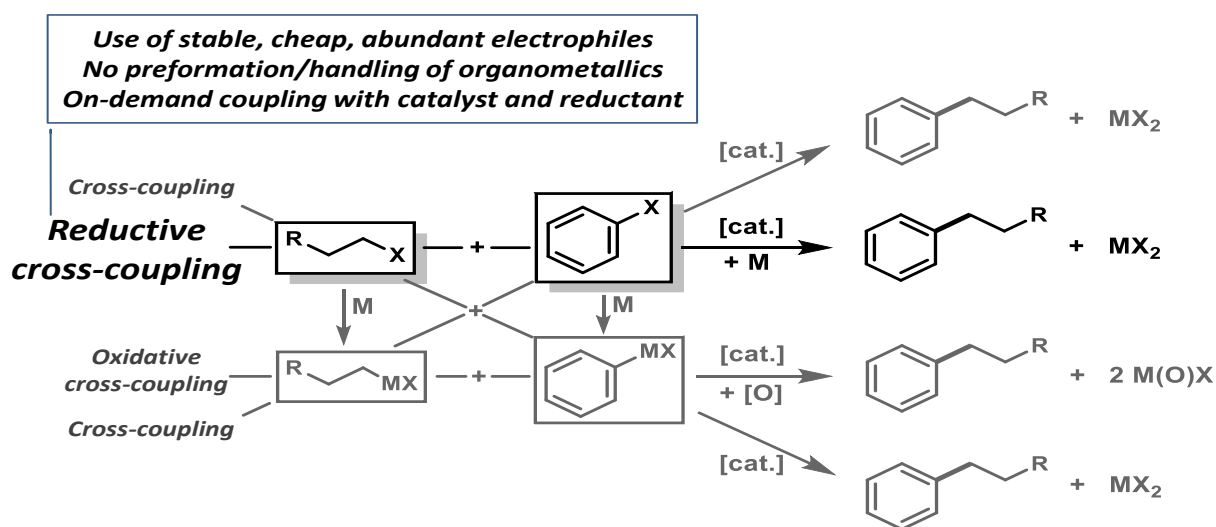 Use of stable, cheap, abundant electrophiles
No preformation/handling of organometallics
On-demand coupling with catalyst and reductant
R
+ MX2
[cat.]
Cross-coupling
X
Reductive
cross-coupling
R
X
+
[cat.]
+ M
R
+ MX2
M
+
M
Oxidative
cross-coupling
R
MX
+
MX
[cat.]
+ [O]
R
+ 2 M(O)X
Cross-coupling
[cat.]
R
+ MX2